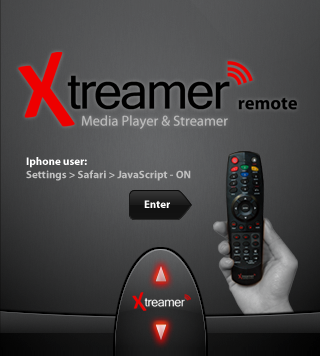 Xtreamer remote
Media Player & Streamer
Iphone user:
Settings > Safari > JavaScript - ON
Enter
Xtreamer